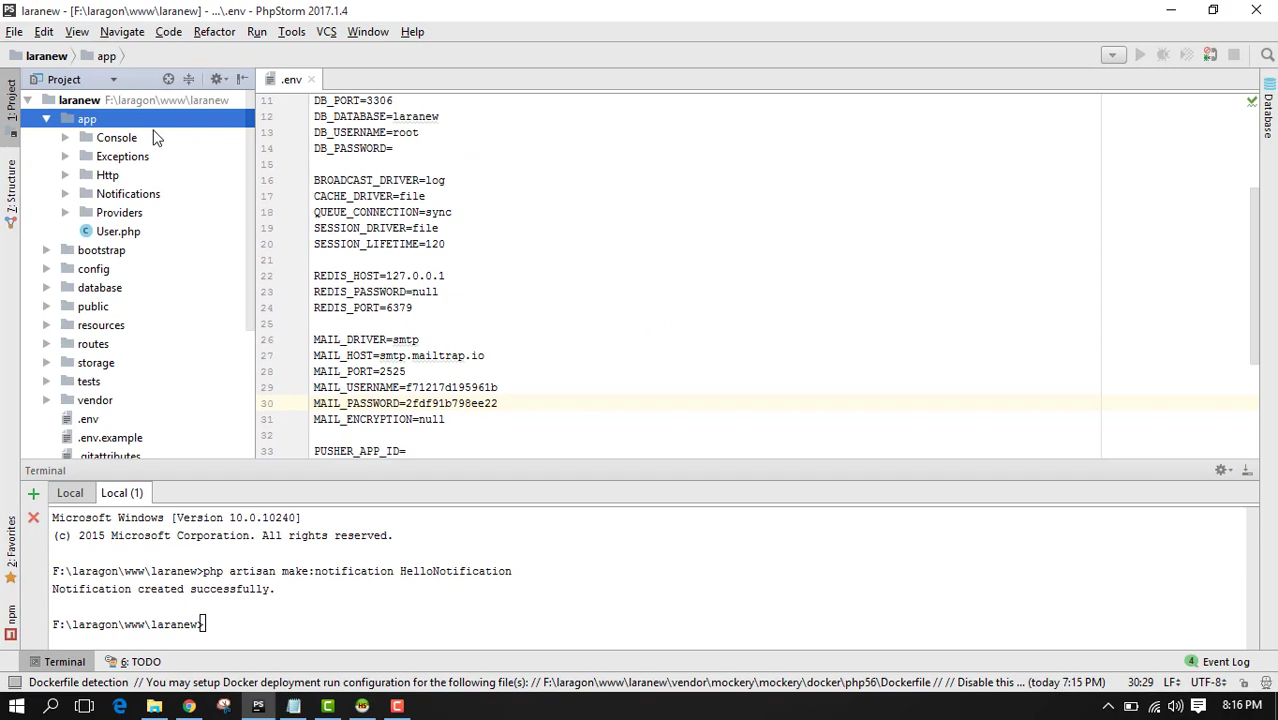 laranew - [F:\laragon\www\laranew] - ...\.env - PhpStorm 2017.1.4
File Edit View Navigate Code Refactor Run Tools VCS Window Help
laranew app
1: Project
7: Structure
2: Favorites
npm
Project
laranew F:\laragon\www\laranew
app
Console
Exceptions
Http
Notifications
Providers
User.php
bootstrap
config
database
public
resources
routes
storage
tests
vendor
.env
.env.example
.gitattributes
.env
11 DB_PORT=3306
12 DB_DATABASE=laranew
13 DB_USERNAME=root
14 DB_PASSWORD=
15
16 BROADCAST_DRIVER=log
17 CACHE_DRIVER=file
18 QUEUE_CONNECTION=sync
19 SESSION_DRIVER=file
20 SESSION_LIFETIME=120
21
22 REDIS_HOST=127.0.0.1
23 REDIS_PASSWORD=null
24 REDIS_PORT=6379
25
26 MAIL_DRIVER=smtp
27 MAIL_HOST=smtp.mailtrap.io
28 MAIL_PORT=2525
29 MAIL_USERNAME=f71217d195961b
30 MAIL_PASSWORD=2fdf91b798ee22
31 MAIL_ENCRYPTION=null
32
33 PUSHER_APP_ID=
Database
Terminal
Local Local (1)
Microsoft Windows [Version 10.0.10240]
(c) 2015 Microsoft Corporation. All rights reserved.
F:\laragon\www\laranew>php artisan make:notification HelloNotification
Notification created successfully.
F:\laragon\www\laranew>
Terminal 6: TODO 4 Event Log
Dockerfile detection // You may setup Docker deployment run configuration for the following file(s): // F:\laragon\www\laranew\vendor\mockery\mockery\docker\php56\Dockerfile // // Disable this ... (today 7:15 PM) 30:29 LF UTF-8
8:16 PM